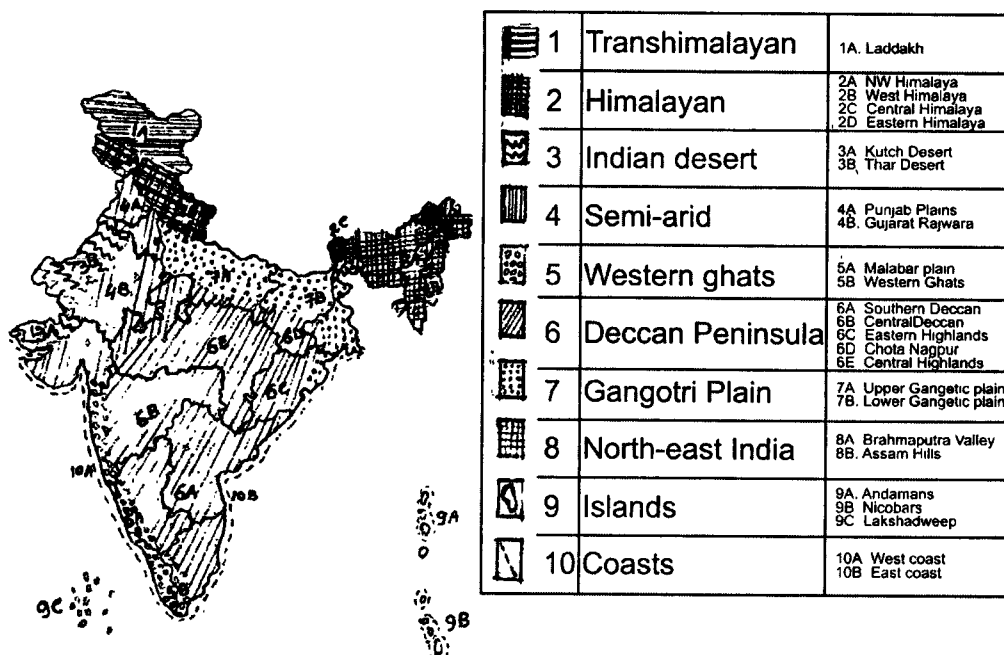 1 Transhimalayan 1A. Laddakh
2 Himalayan
2A NW Himalaya
2B West Himalaya
2C Central Himalaya
2D Eastern Himalaya
3 Indian desert
3A Kutch Desert
3B. Thar Desert
4 Semi-arid
4A Punjab Plains
4B. Gujarat Rajwara
5 Western ghats
5A Malabar plain
5B Western Ghats
6 Deccan Peninsula
6A Southern Deccan
6B CentralDeccan
6C Eastern Highlands
6D Chota Nagpur
6E Central Highlands
7 Gangotri Plain
7A Upper Gangetic plain
7B. Lower Gangetic plain
8 North-east India
8A Brahmaputra Valley
8B. Assam Hills
9 Islands
9A. Andamans
9B Nicobars
9C Lakshadweep
10 Coasts
10A West coast
10B East coast
1A
4A
2C
7A
3B
4B
7B
6D
6E
3A
6C
6B
10A
6A
10B
9A
9C
9B